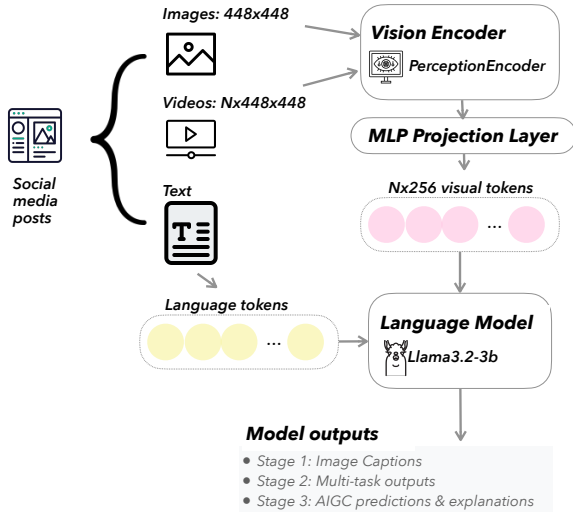 Images: 448x448
Vision Encoder
PerceptionEncoder
Videos: Nx448x448
MLP Projection Layer
Social
media
posts
Text
T
Nx256 visual tokens
...
Language tokens
...
Language Model
Llama3.2-3b
Model outputs
• Stage 1: Image Captions
• Stage 2: Multi-task outputs
• Stage 3: AIGC predictions & explanations